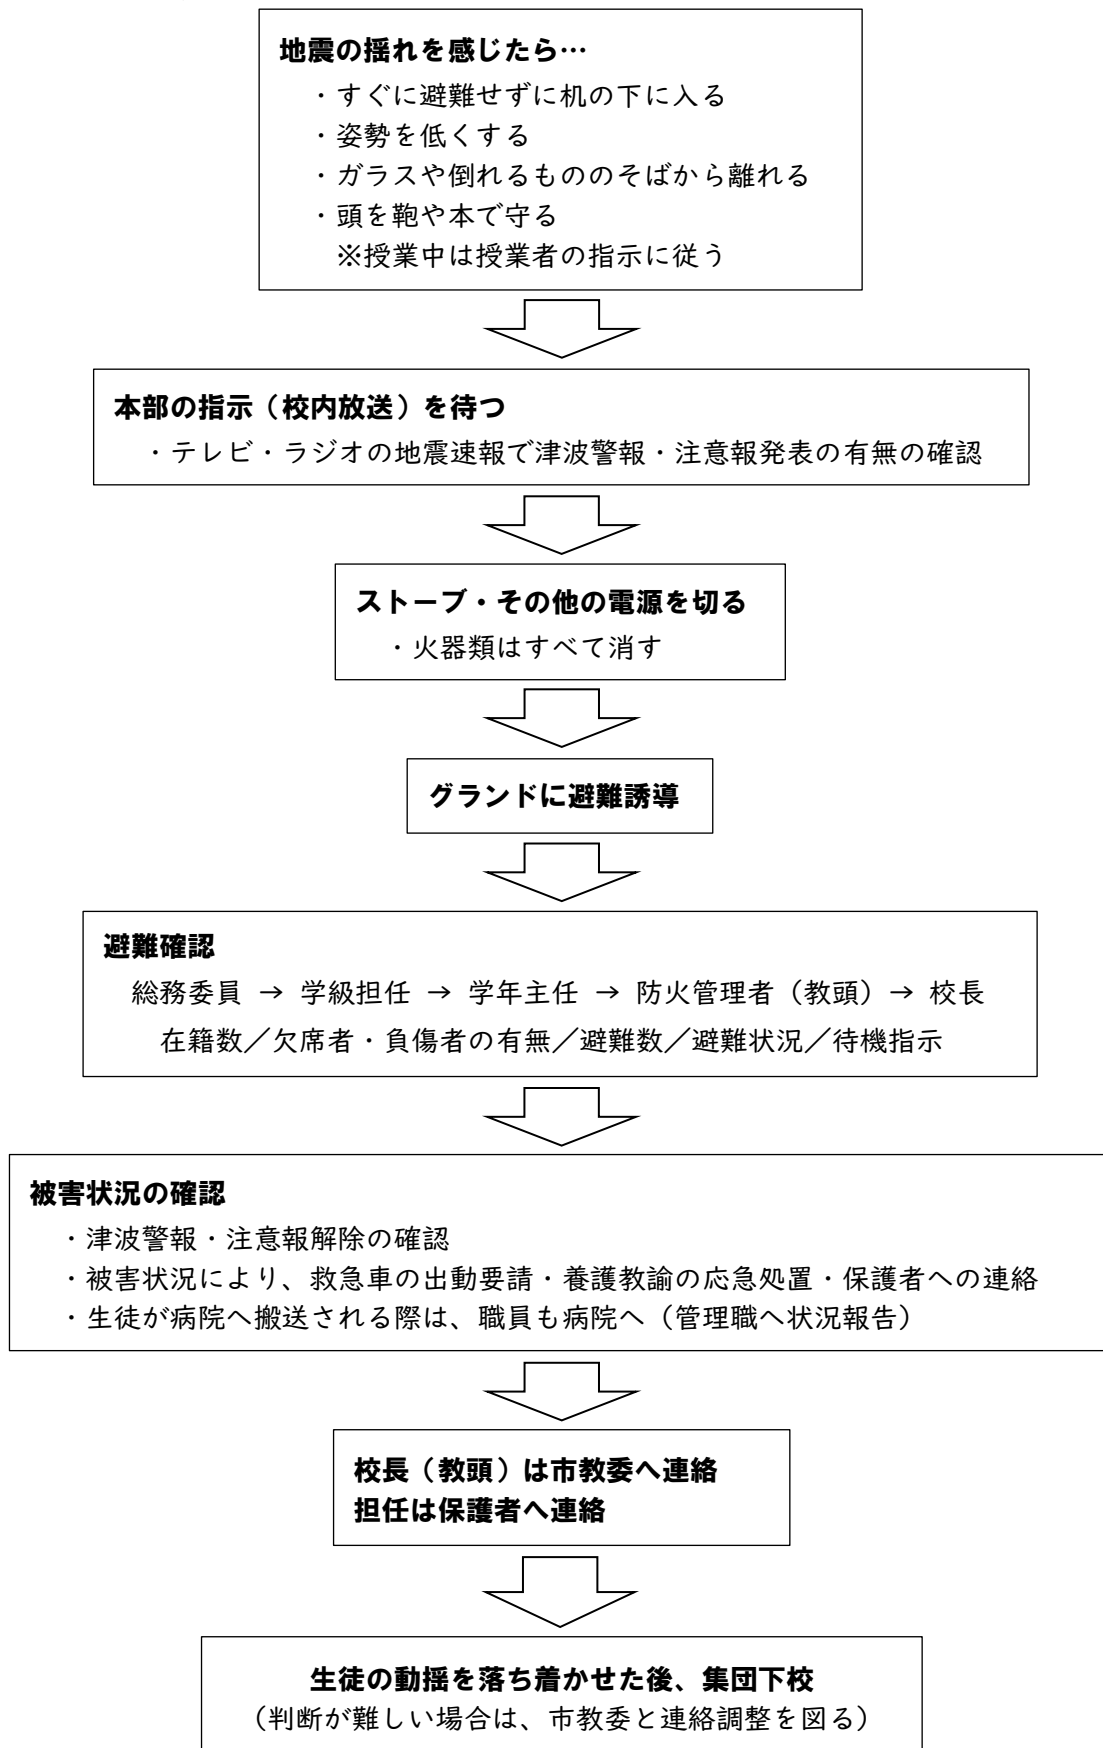 地震の揺れを感じたら…
・すぐに避難せずに机の下に入る
・姿勢を低くする
・ガラスや倒れるもののそばから離れる
・頭を鞄や本で守る
※授業中は授業者の指示に従う
本部の指示（校内放送）を待つ
・テレビ・ラジオの地震速報で津波警報・注意報発表の有無の確認
ストーブ・その他の電源を切る
・火器類はすべて消す
グランドに避難誘導
避難確認
総務委員 → 学級担任 → 学年主任 → 防火管理者（教頭）→ 校長
在籍数／欠席者・負傷者の有無／避難数／避難状況／待機指示
被害状況の確認
・津波警報・注意報解除の確認
・被害状況により、救急車の出動要請・養護教諭の応急処置・保護者への連絡
・生徒が病院へ搬送される際は、職員も病院へ（管理職へ状況報告）
校長（教頭）は市教委へ連絡
担任は保護者へ連絡
生徒の動揺を落ち着かせた後、集団下校
（判断が難しい場合は、市教委と連絡調整を図る）